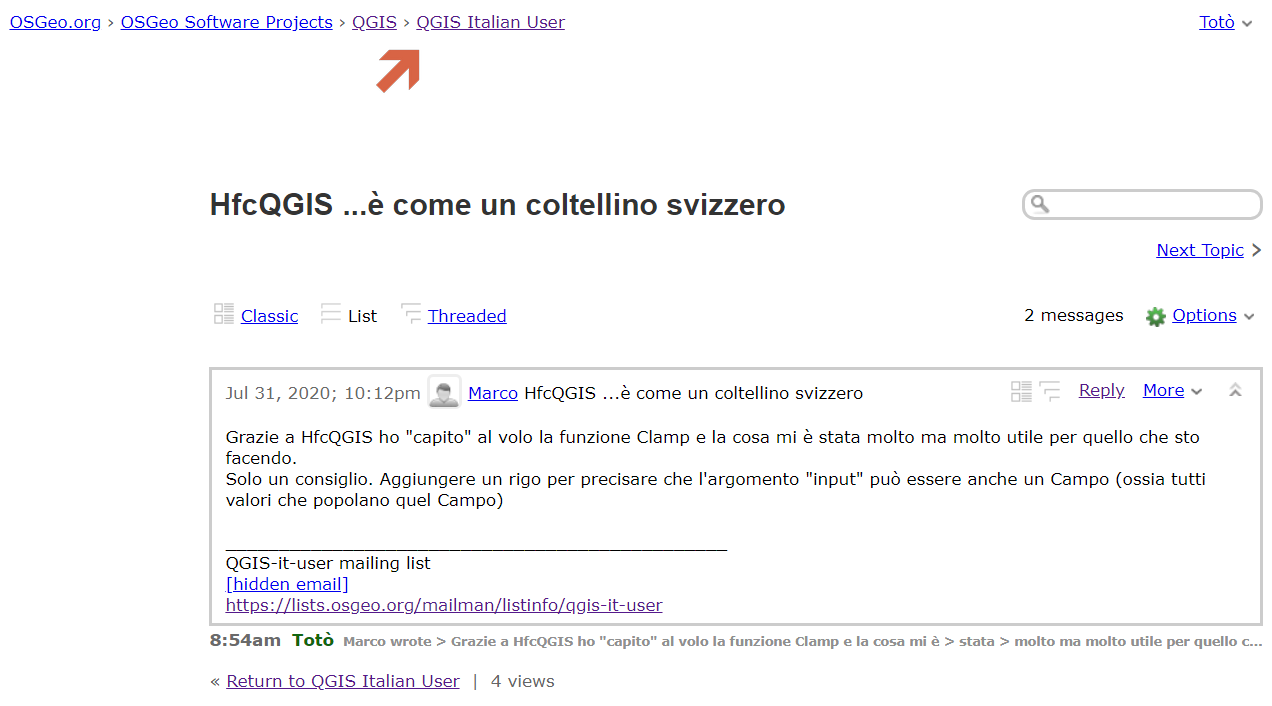 OSGeo.org › OSGeo Software Projects › QGIS › QGIS Italian User
Totò
HfcQGIS ...è come un coltellino svizzero
Next Topic >
Classic List Threaded
2 messages Options
Jul 31, 2020; 10:12pm Marco HfcQGIS ...è come un coltellino svizzero
Reply More
Grazie a HfcQGIS ho "capito" al volo la funzione Clamp e la cosa mi è stata molto ma molto utile per quello che sto
facendo.
Solo un consiglio. Aggiungere un rigo per precisare che l'argomento "input" può essere anche un Campo (ossia tutti
valori che popolano quel Campo)
_______________________________________________
QGIS-it-user mailing list
[hidden email]
https://lists.osgeo.org/mailman/listinfo/qgis-it-user
8:54am Totò Marco wrote > Grazie a HfcQGIS ho "capito" al volo la funzione Clamp e la cosa mi è > stata > molto ma molto utile per quello c...
« Return to QGIS Italian User | 4 views